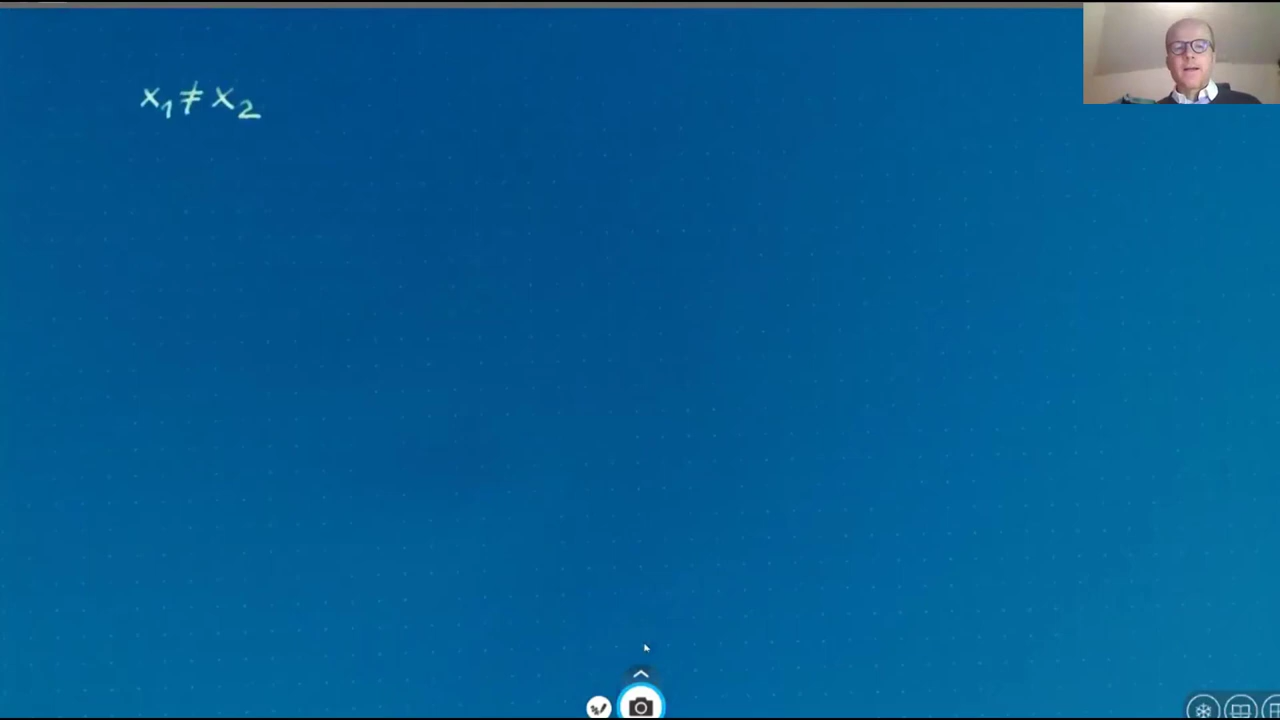 x₁ ≠ x₂